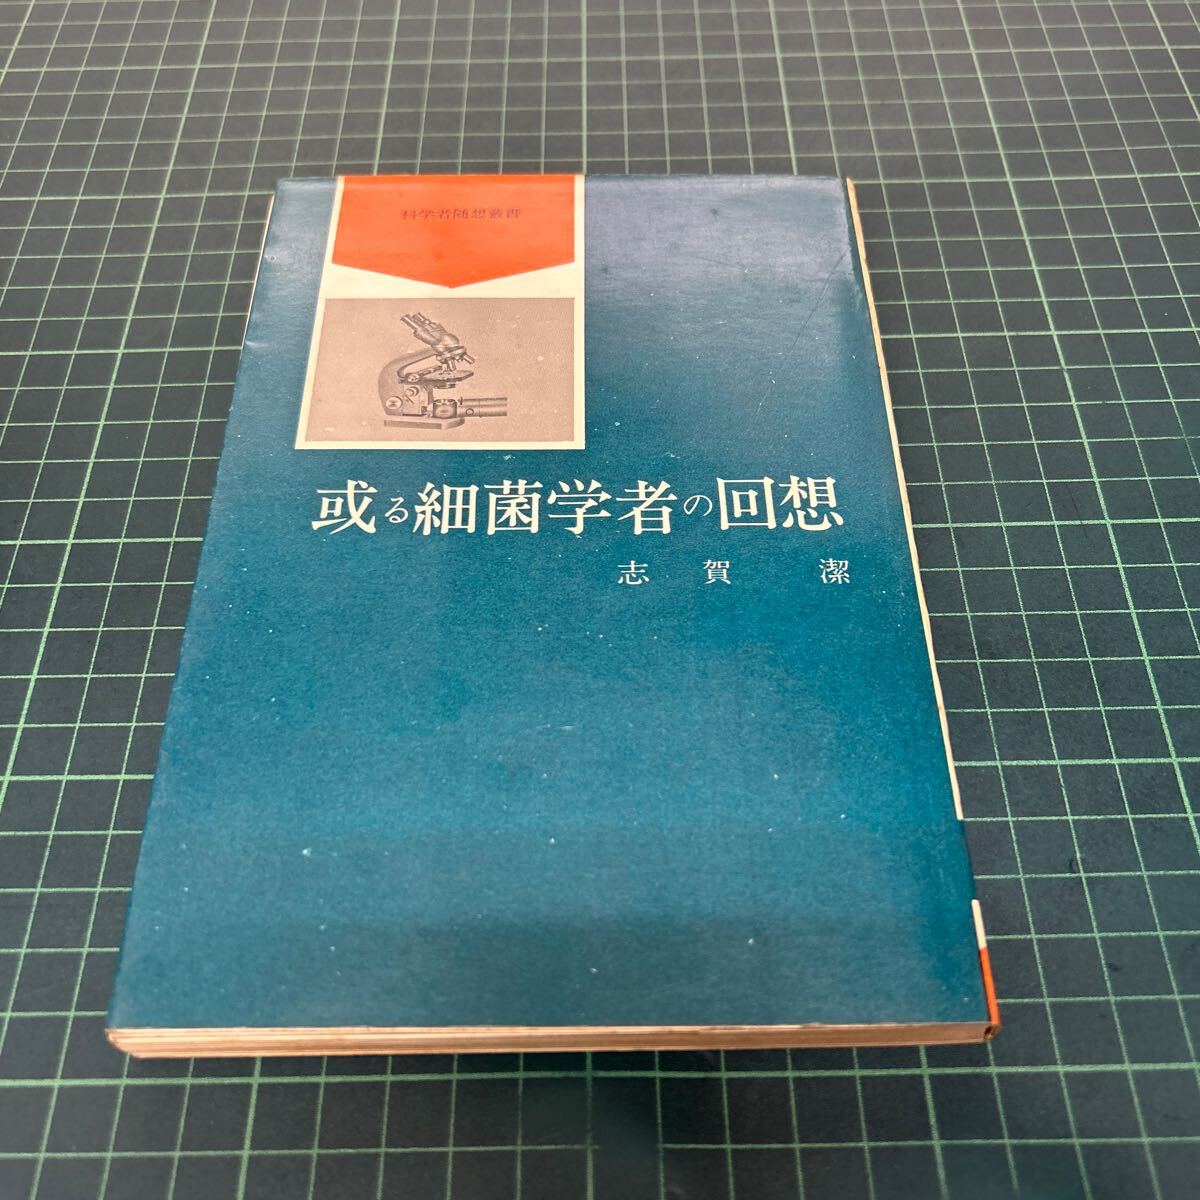 科学者随想叢書
或る細菌学者の回想
志賀 潔